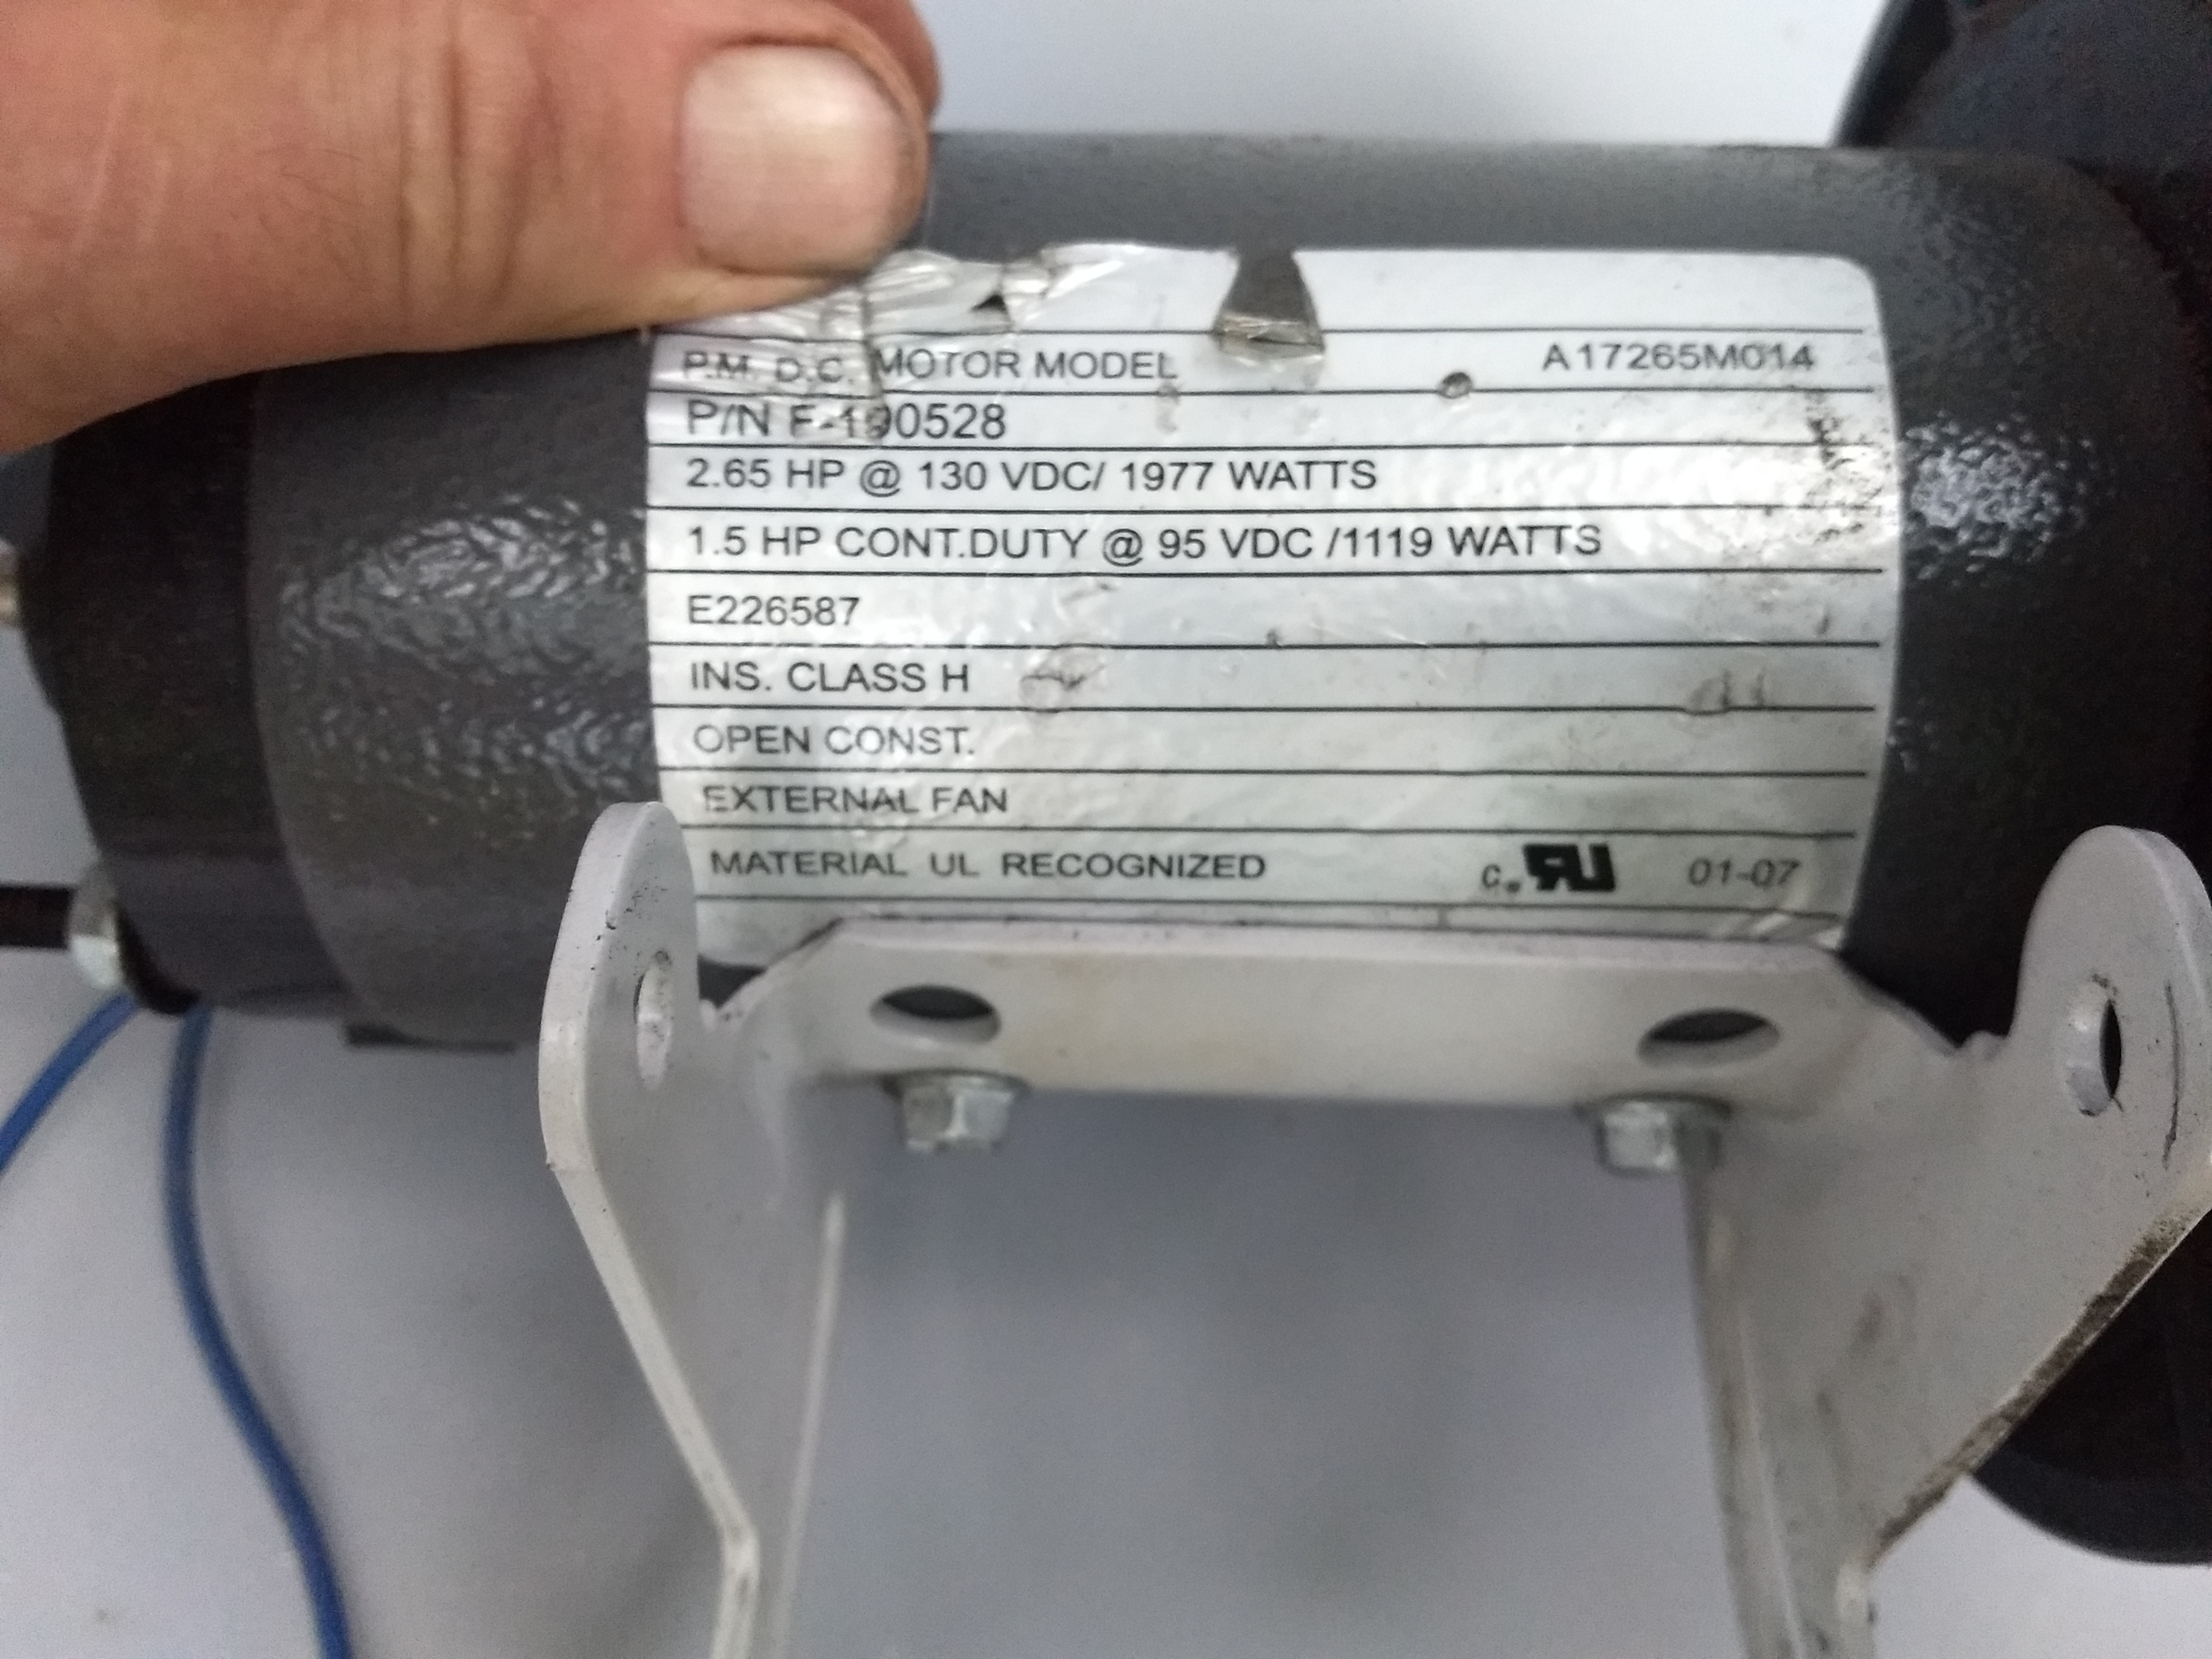 P.M. D.C. MOTOR MODEL A17265M014
P/N F-190528
2.65 HP @ 130 VDC/ 1977 WATTS
1.5 HP CONT.DUTY @ 95 VDC /1119 WATTS
E226587
INS. CLASS H
OPEN CONST.
EXTERNAL FAN
MATERIAL UL RECOGNIZED c RU 01-07